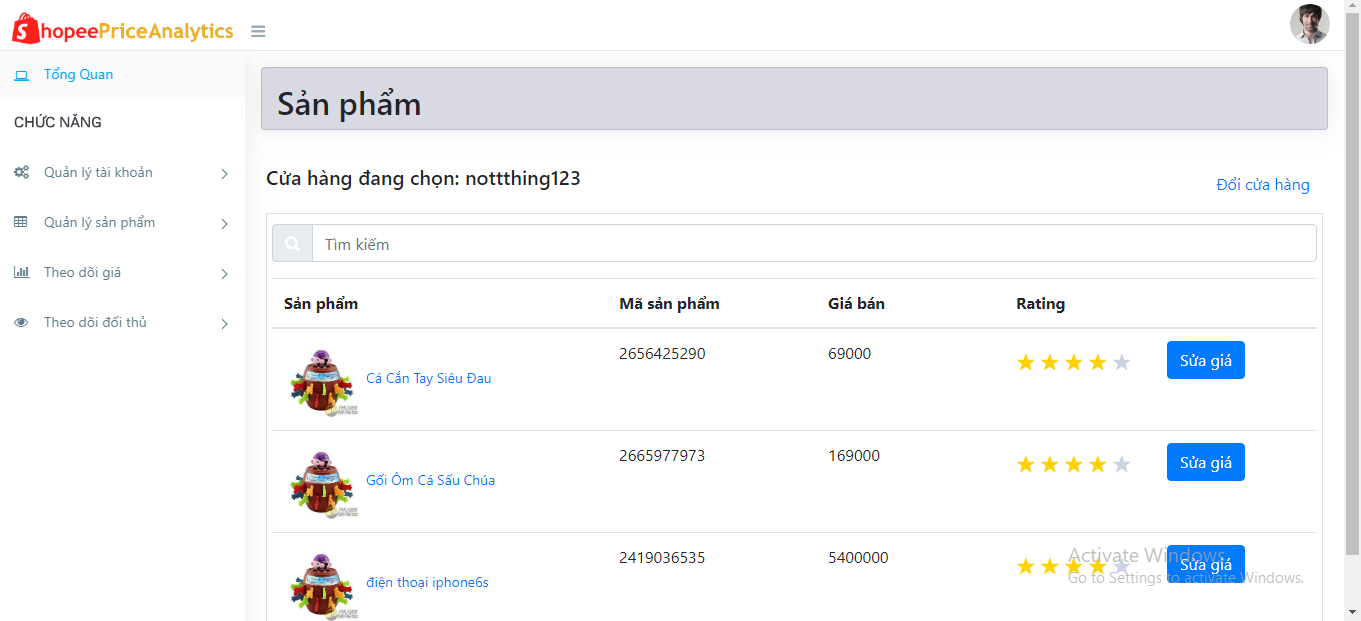 ShopeePriceAnalytics
Tổng Quan
CHỨC NĂNG
Quản lý tài khoản
Quản lý sản phẩm
Theo dõi giá
Theo dõi đối thủ
Sản phẩm
Cửa hàng đang chọn: nottthing123
Đổi cửa hàng
Tìm kiếm
Sản phẩm Mã sản phẩm Giá bán Rating
Cá Cắn Tay Siêu Đau 2656425290 69000 Sửa giá
Gối Ôm Cá Sấu Chúa 2665977973 169000 Sửa giá
điện thoại iphone6s 2419036535 5400000 Sửa giá
Activate Windows
Go to Settings to activate Windows.